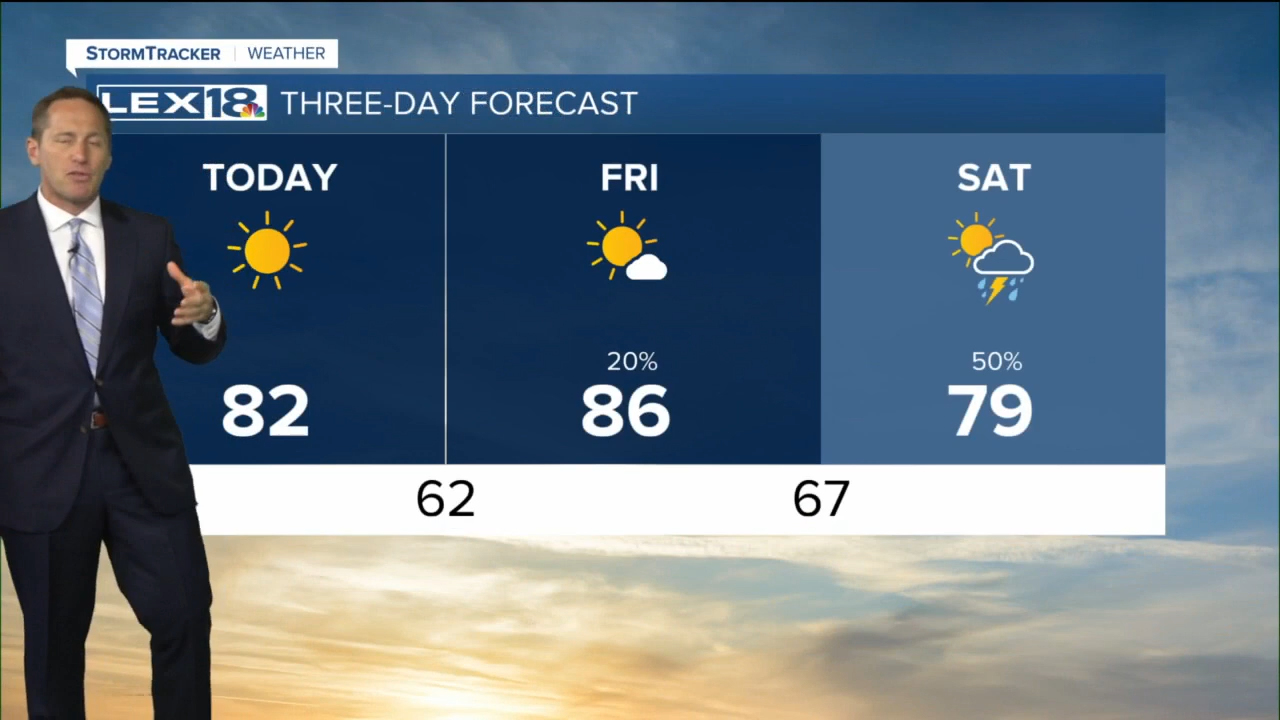 STORMTRACKER | WEATHER
LEX18 THREE-DAY FORECAST
TODAY FRI SAT
20% 50%
82 86 79
62 67